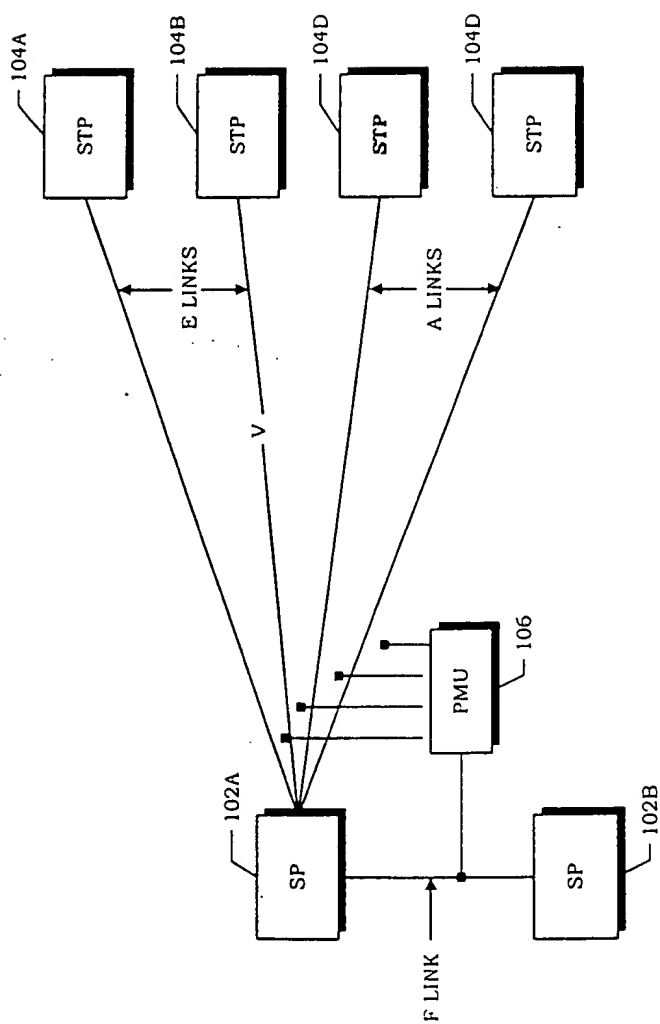 104A
STP
104B
STP
104D
STP
104D
STP
E LINKS
A LINKS
V
106
PMU
102A
SP
102B
SP
F LINK